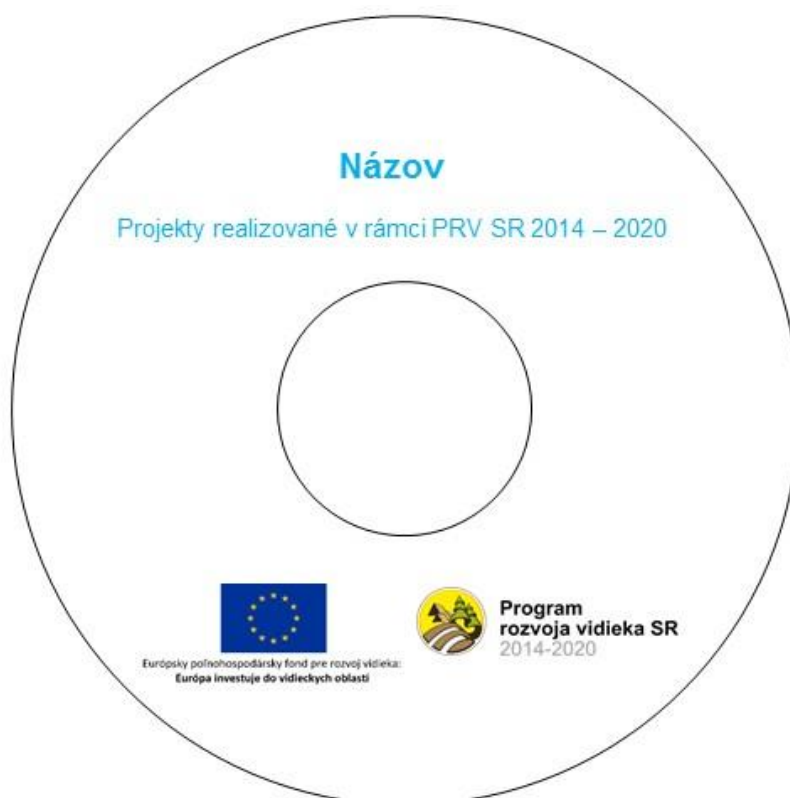 Názov
Projekty realizované v rámci PRV SR 2014 – 2020
Program
rozvoja vidieka SR
2014-2020
Európsky poľnohospodársky fond pre rozvoj vidieka:
Európa investuje do vidieckych oblastí